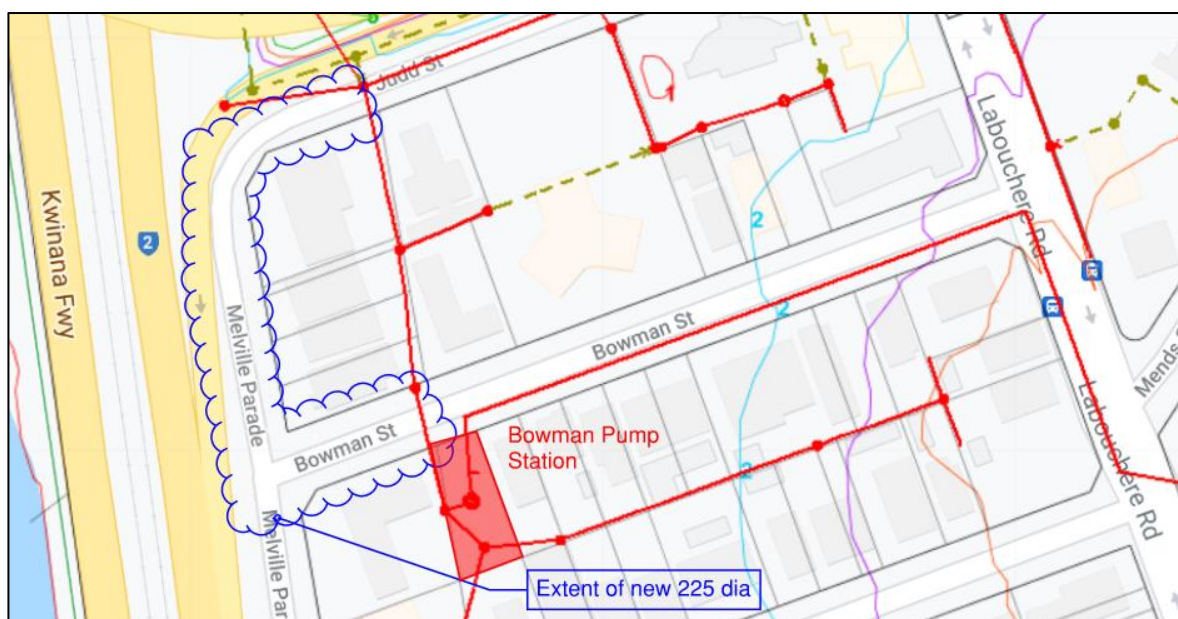 Judd St
Kwinana Fwy
2
Labouchere Rd
2
Melville Parade
Bowman St
2
Mends
Bowman St
Bowman Pump
Station
Labouchere Rd
2
Melville Par
Extent of new 225 dia